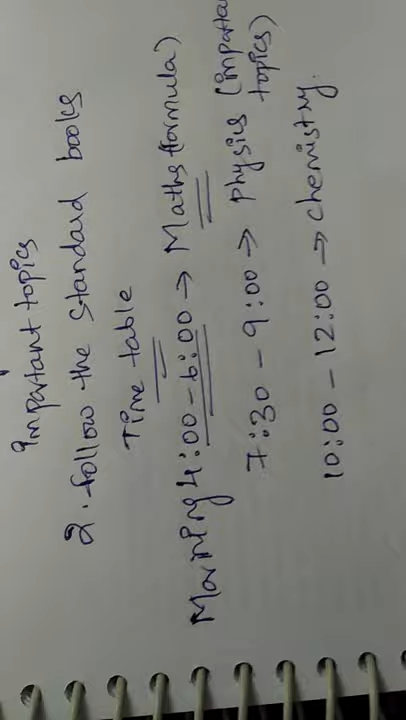 important topics
2. follow the standard books
Time table
Morning 4:00-6:00 → Maths (formula)
7:30 - 9:00 → physics (important
topics)
10:00 - 12:00 → chemistry.